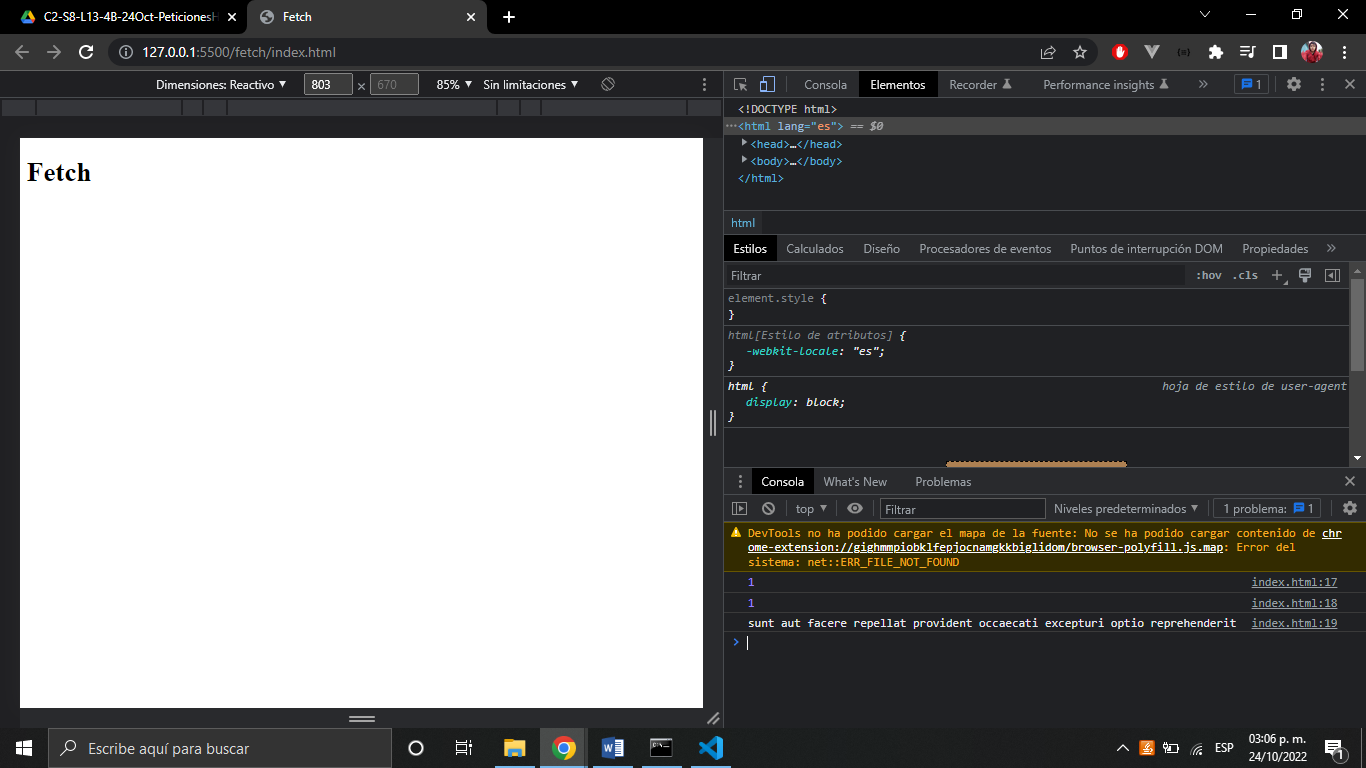 C2-S8-L13-4B-24Oct-PeticionesH
Fetch
127.0.0.1:5500/fetch/index.html
Dimensiones: Reactivo
803 × 670
85%
Sin limitaciones
Consola
Elementos
Recorder
Performance insights
1
<!DOCTYPE html>
…<html lang="es"> == $0
<head>…</head>
<body>…</body>
</html>
html
Fetch
Estilos
Calculados
Diseño
Procesadores de eventos
Puntos de interrupción DOM
Propiedades
Filtrar
:hov .cls
element.style {
}
html[Estilo de atributos] {
-webkit-locale: "es";
}
html { hoja de estilo de user-agent
display: block;
}
Consola
What's New
Problemas
top
Filtrar
Niveles predeterminados
1 problema: 1
DevTools no ha podido cargar el mapa de la fuente: No se ha podido cargar contenido de chr
ome-extension://gighmmpiobklfepjocnamgkkbiglidom/browser-polyfill.js.map: Error del
sistema: net::ERR_FILE_NOT_FOUND
1 index.html:17
1 index.html:18
sunt aut facere repellat provident occaecati excepturi optio reprehenderit index.html:19
Escribe aquí para buscar
ESP
03:06 p. m.
24/10/2022
1